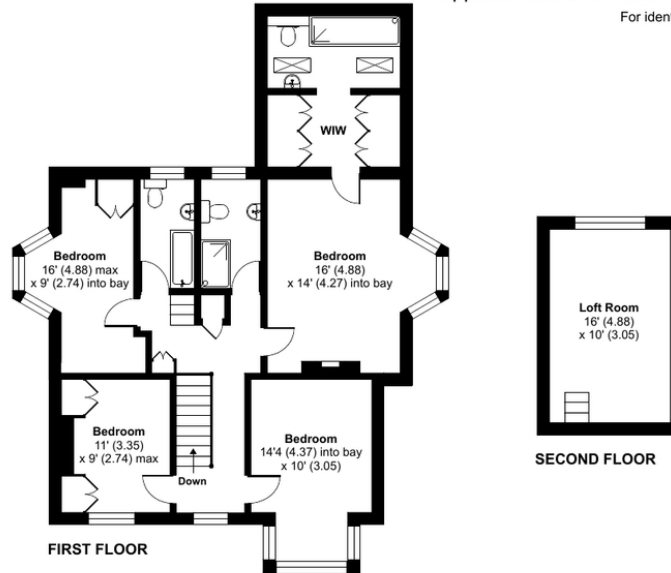 For iden
WIW
Bedroom
16' (4.88) max
x 9' (2.74) into bay
Bedroom
16' (4.88)
x 14' (4.27) into bay
Loft Room
16' (4.88)
x 10' (3.05)
Bedroom
11' (3.35)
x 9' (2.74) max
Down
Bedroom
14'4 (4.37) into bay
x 10' (3.05)
SECOND FLOOR
FIRST FLOOR